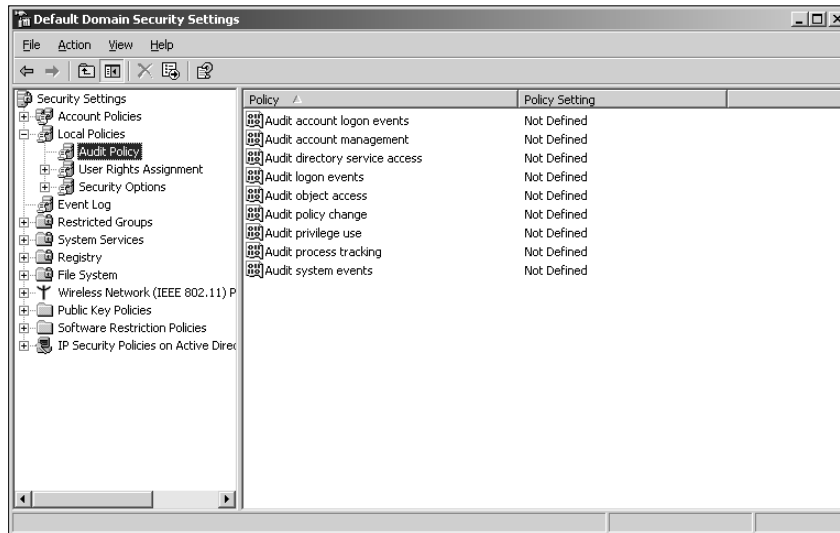 Default Domain Security Settings
File Action View Help
Security Settings
Account Policies
Local Policies
Audit Policy
User Rights Assignment
Security Options
Event Log
Restricted Groups
System Services
Registry
File System
Wireless Network (IEEE 802.11) P
Public Key Policies
Software Restriction Policies
IP Security Policies on Active Direc
Policy Policy Setting
Audit account logon events Not Defined
Audit account management Not Defined
Audit directory service access Not Defined
Audit logon events Not Defined
Audit object access Not Defined
Audit policy change Not Defined
Audit privilege use Not Defined
Audit process tracking Not Defined
Audit system events Not Defined